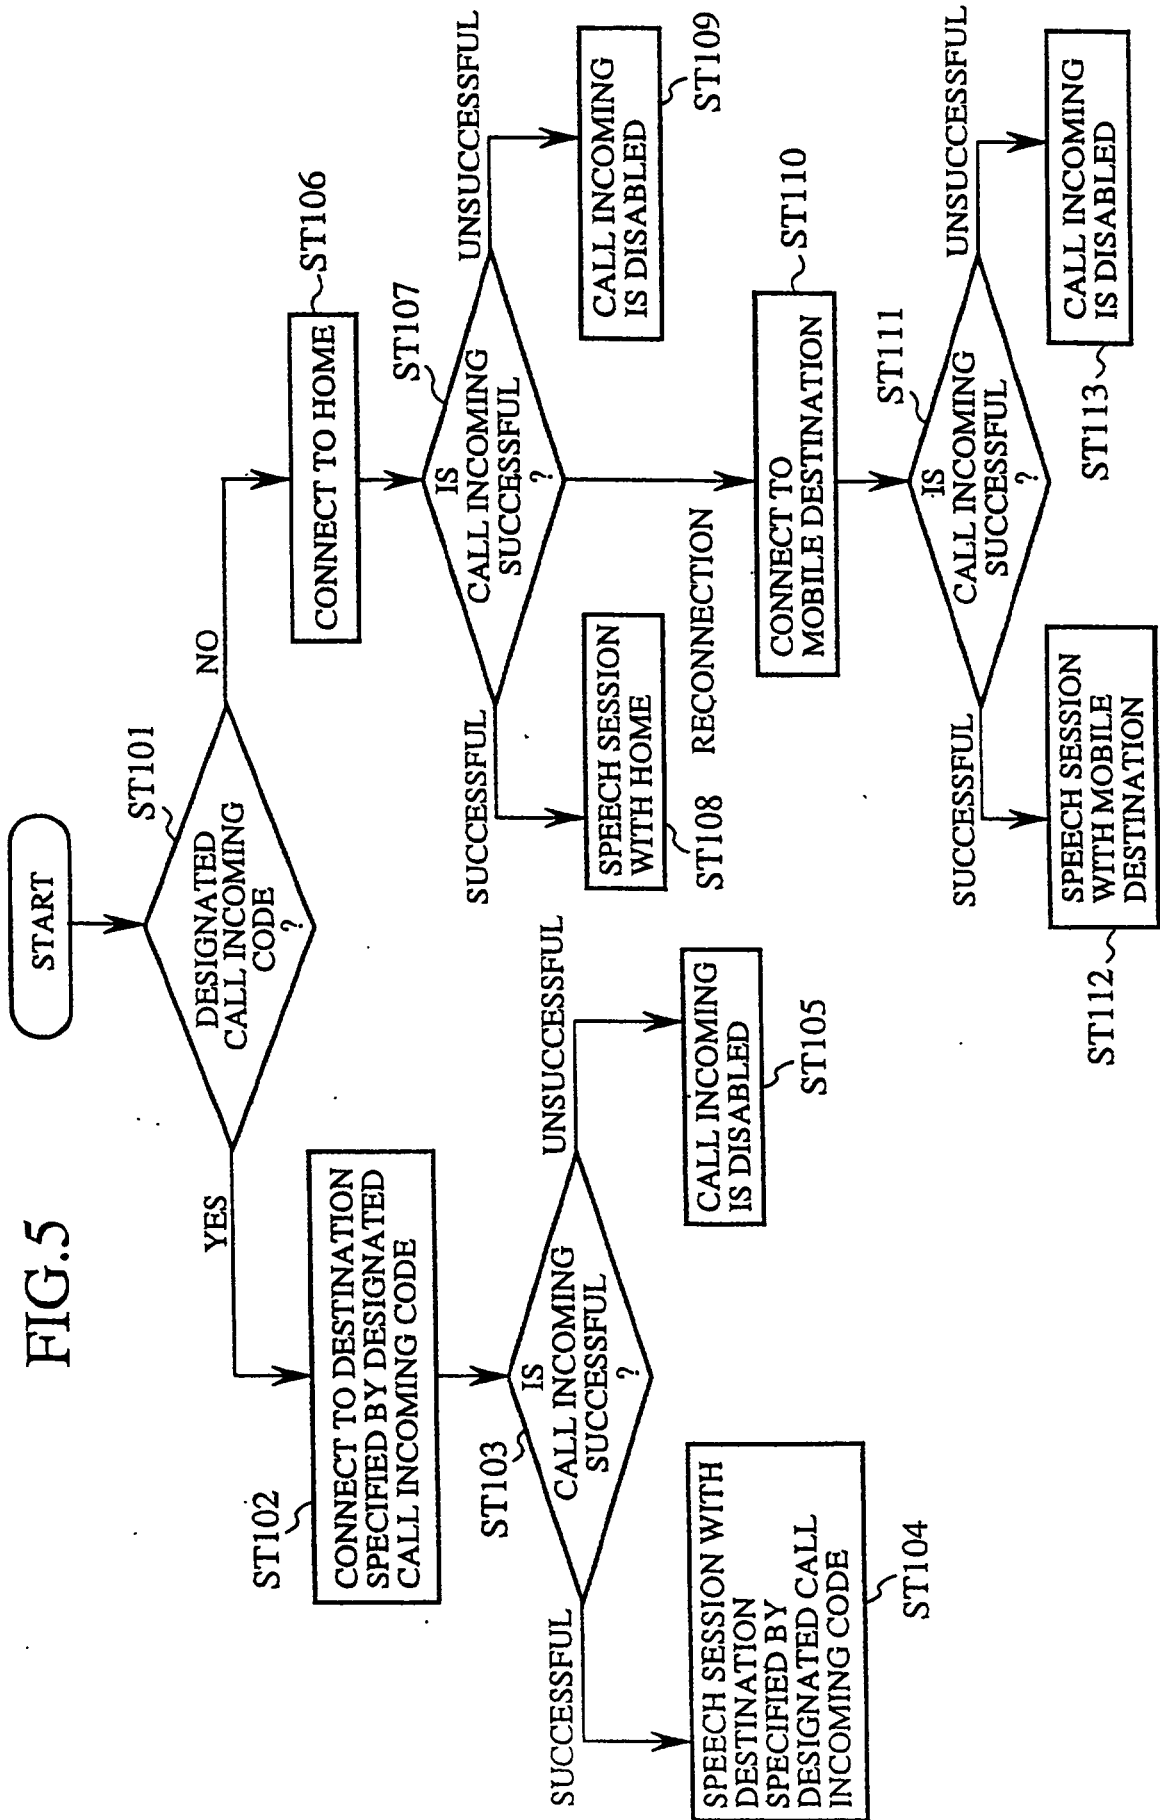 FIG.5
START
DESIGNATED
CALL INCOMING
CODE
?
ST101
YES
NO
CONNECT TO DESTINATION
SPECIFIED BY DESIGNATED
CALL INCOMING CODE
ST102
IS
CALL INCOMING
SUCCESSFUL
?
ST103
SUCCESSFUL
UNSUCCESSFUL
SPEECH SESSION WITH
DESTINATION
SPECIFIED BY
DESIGNATED CALL
INCOMING CODE
ST104
CALL INCOMING
IS DISABLED
ST105
CONNECT TO HOME
ST106
IS
CALL INCOMING
SUCCESSFUL
?
ST107
SUCCESSFUL
UNSUCCESSFUL
SPEECH SESSION
WITH HOME
ST108
RECONNECTION
CALL INCOMING
IS DISABLED
ST109
CONNECT TO
MOBILE DESTINATION
ST110
IS
CALL INCOMING
SUCCESSFUL
?
ST111
SUCCESSFUL
UNSUCCESSFUL
SPEECH SESSION
WITH MOBILE
DESTINATION
ST112
CALL INCOMING
IS DISABLED
ST113